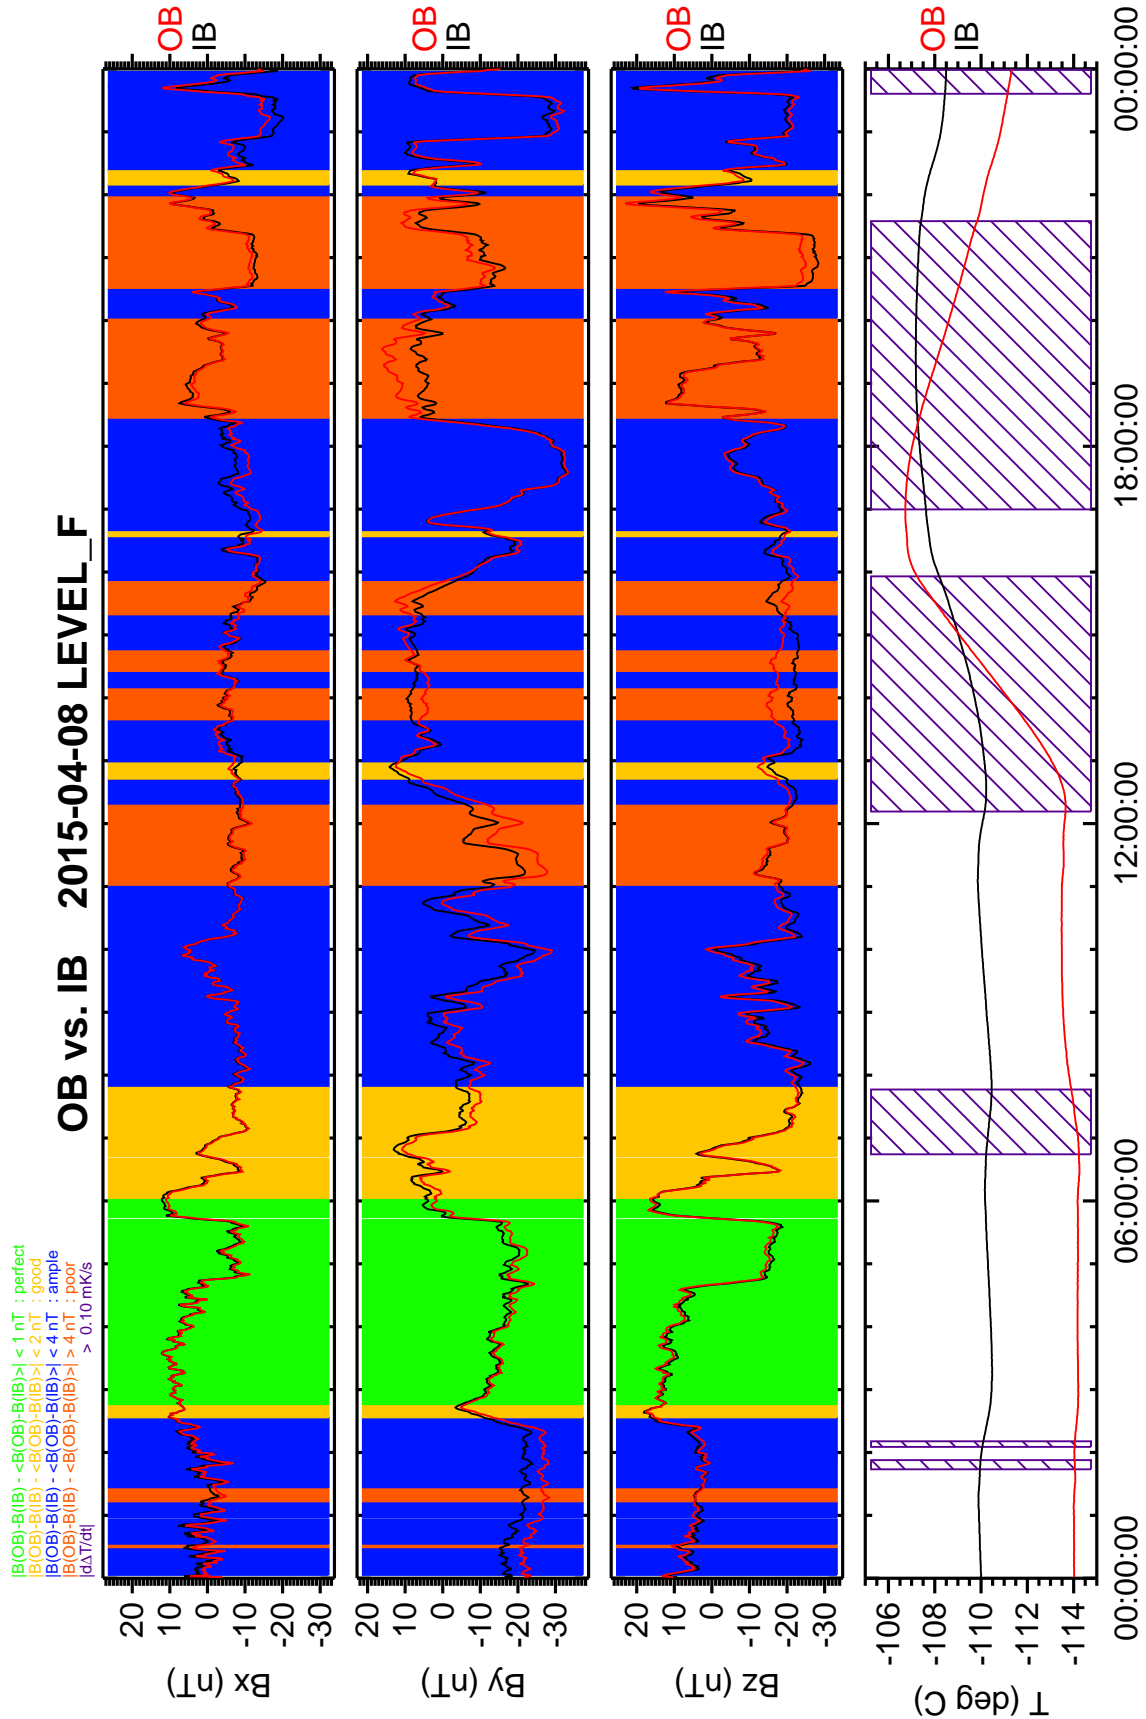 |B(OB)-B(IB) - <B(OB)-B(IB)>| < 1 nT : perfect
|B(OB)-B(IB) - <B(OB)-B(IB)>| < 2 nT : good
|B(OB)-B(IB) - <B(OB)-B(IB)>| < 4 nT : ample
|B(OB)-B(IB) - <B(OB)-B(IB)>| > 4 nT : poor
|dΔT/dt| > 0.10 mK/s
OB vs. IB 2015-04-08 LEVEL_F
Bx (nT)
20
10
0
-10
-20
-30
OB
IB
By (nT)
20
10
0
-10
-20
-30
OB
IB
Bz (nT)
20
10
0
-10
-20
-30
OB
IB
T (deg C)
-106
-108
-110
-112
-114
OB
IB
00:00:00
06:00:00
12:00:00
18:00:00
00:00:00